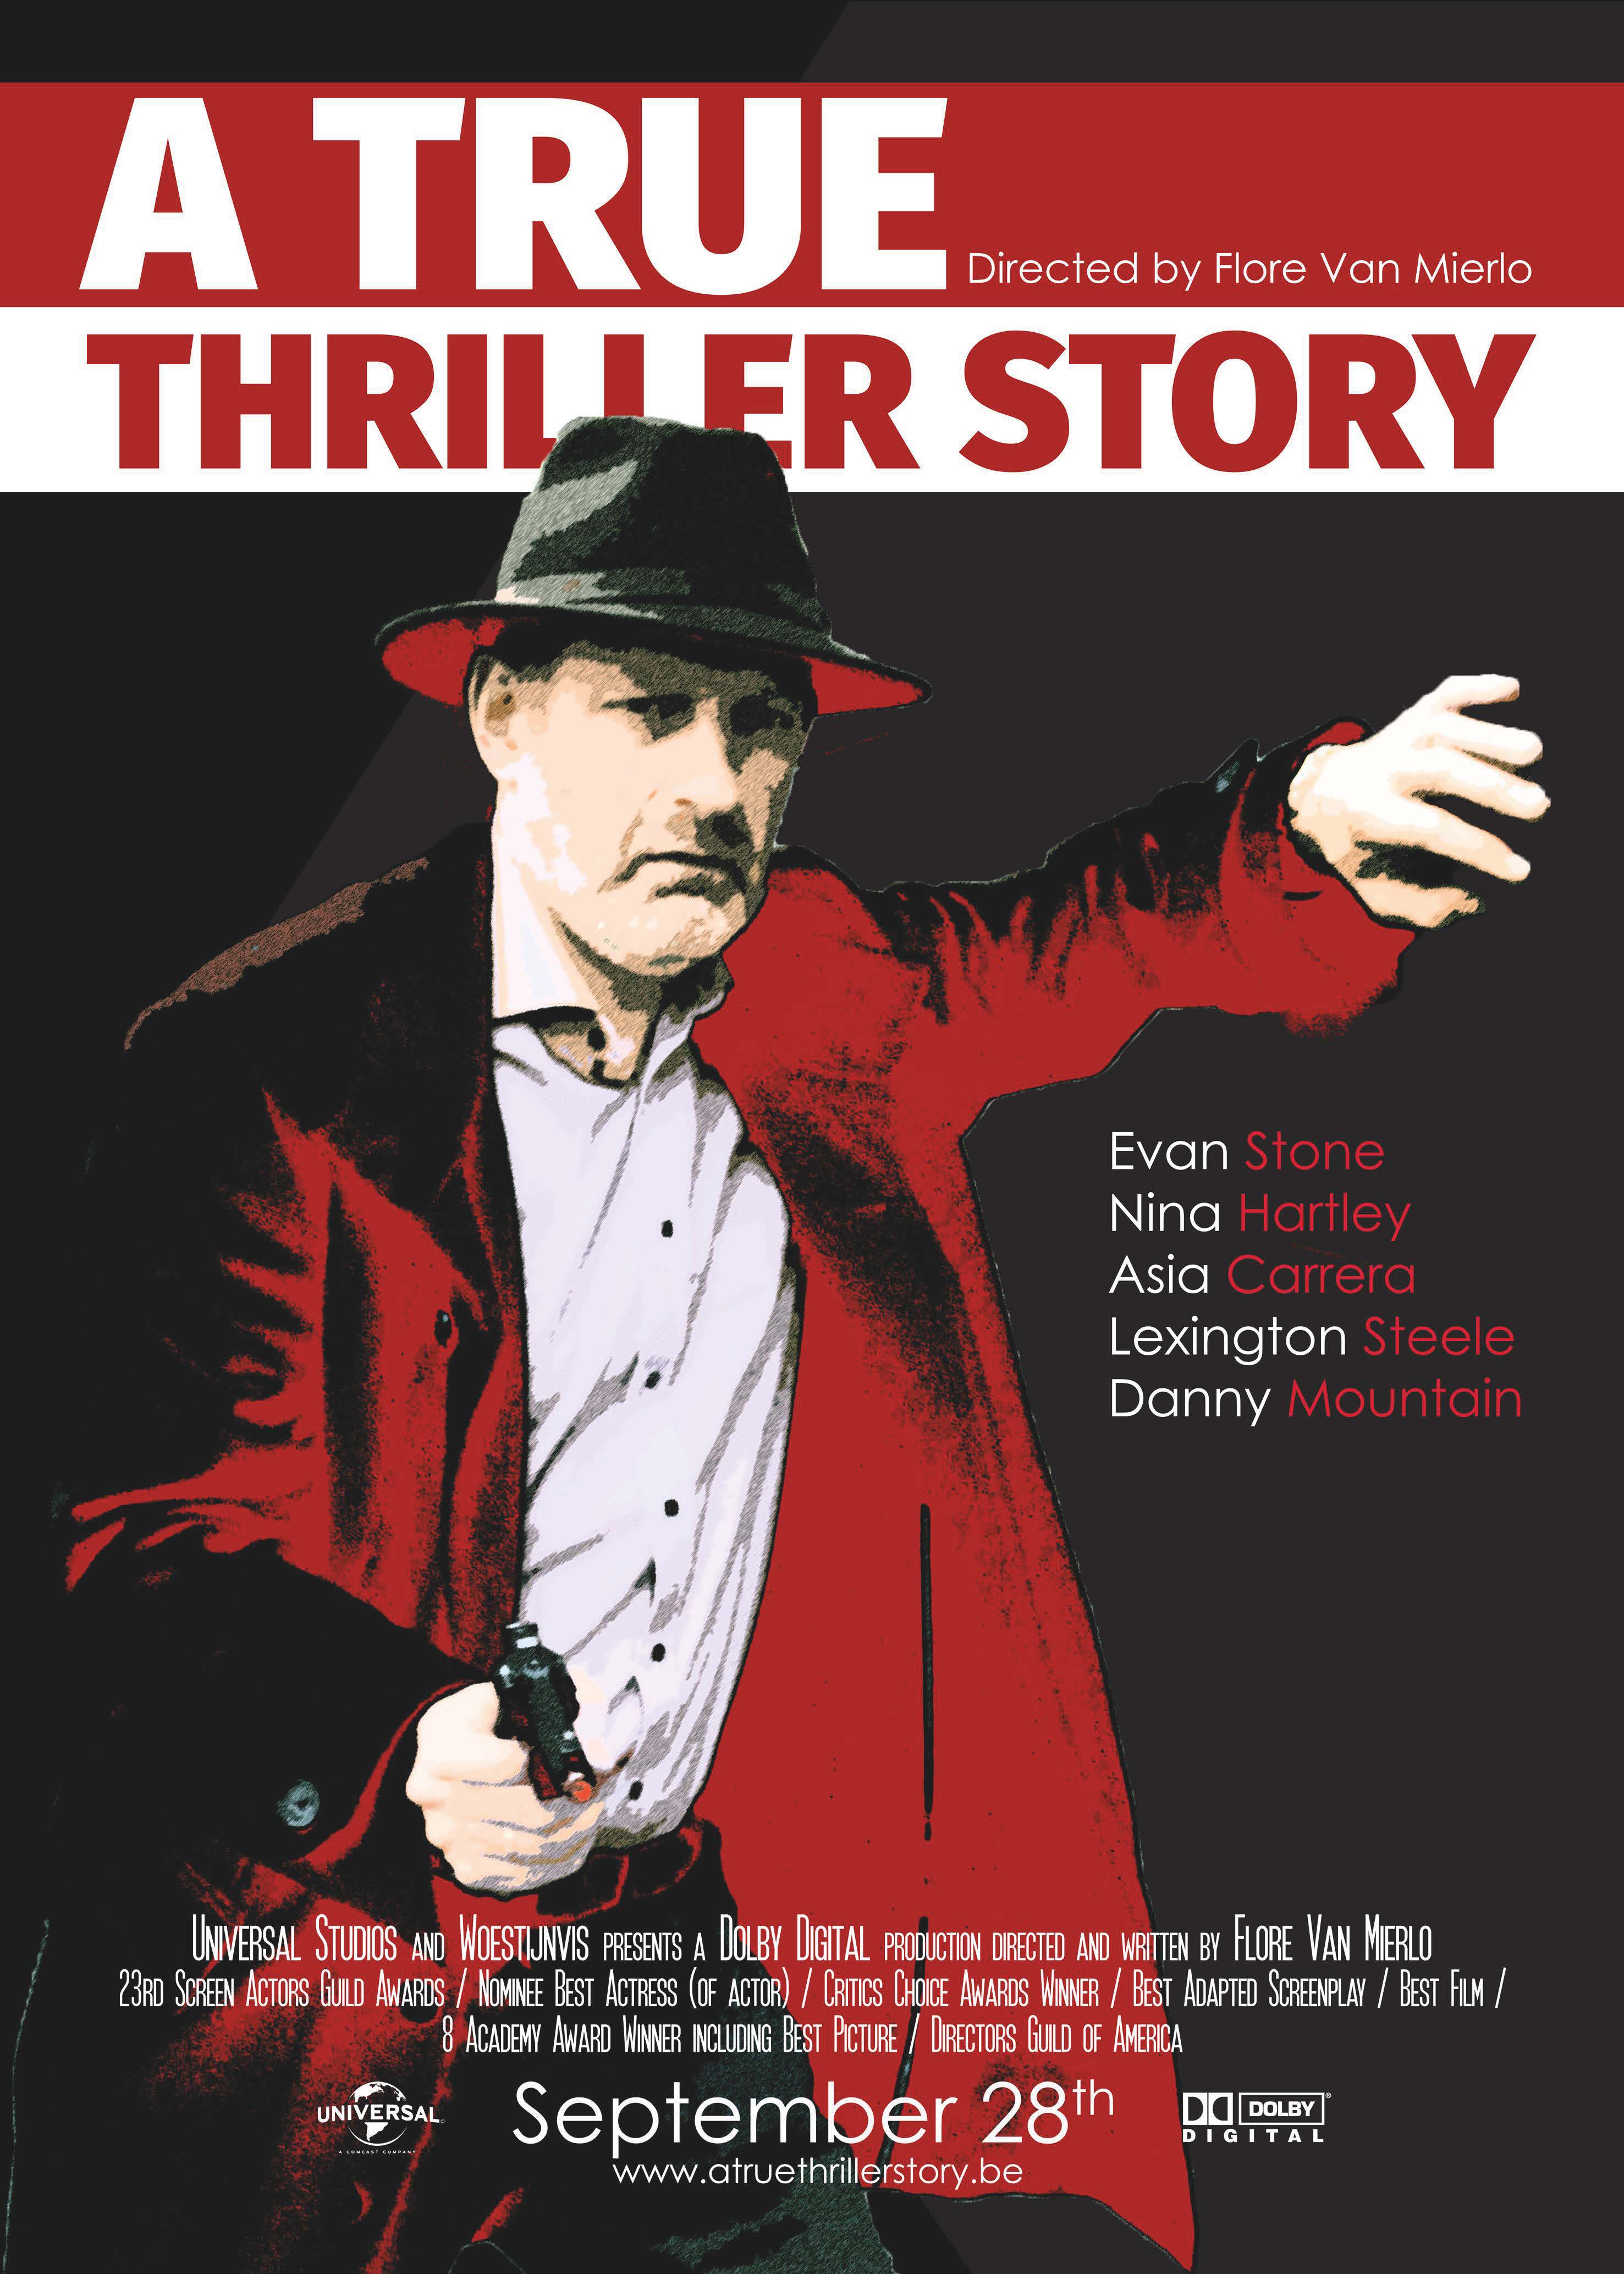 A TRUE
Directed by Flore Van Mierlo
THRILLER STORY
Evan Stone
Nina Hartley
Asia Carrera
Lexington Steele
Danny Mountain
UNIVERSAL STUDIOS AND WOESTIJNVIS PRESENTS A DOLBY DIGITAL PRODUCTION DIRECTED AND WRITTEN BY FLORE VAN MIERLO
23RD SCREEN ACTORS GUILD AWARDS / NOMINEE BEST ACTRESS (OF ACTOR) / CRITICS CHOICE AWARDS WINNER / BEST ADAPTED SCREENPLAY / BEST FILM /
8 ACADEMY AWARD WINNER INCLUDING BEST PICTURE / DIRECTORS GUILD OF AMERICA
September 28th
www.atruethrillerstory.be
UNIVERSAL
A COMCAST COMPANY
DOLBY®
DIGITAL